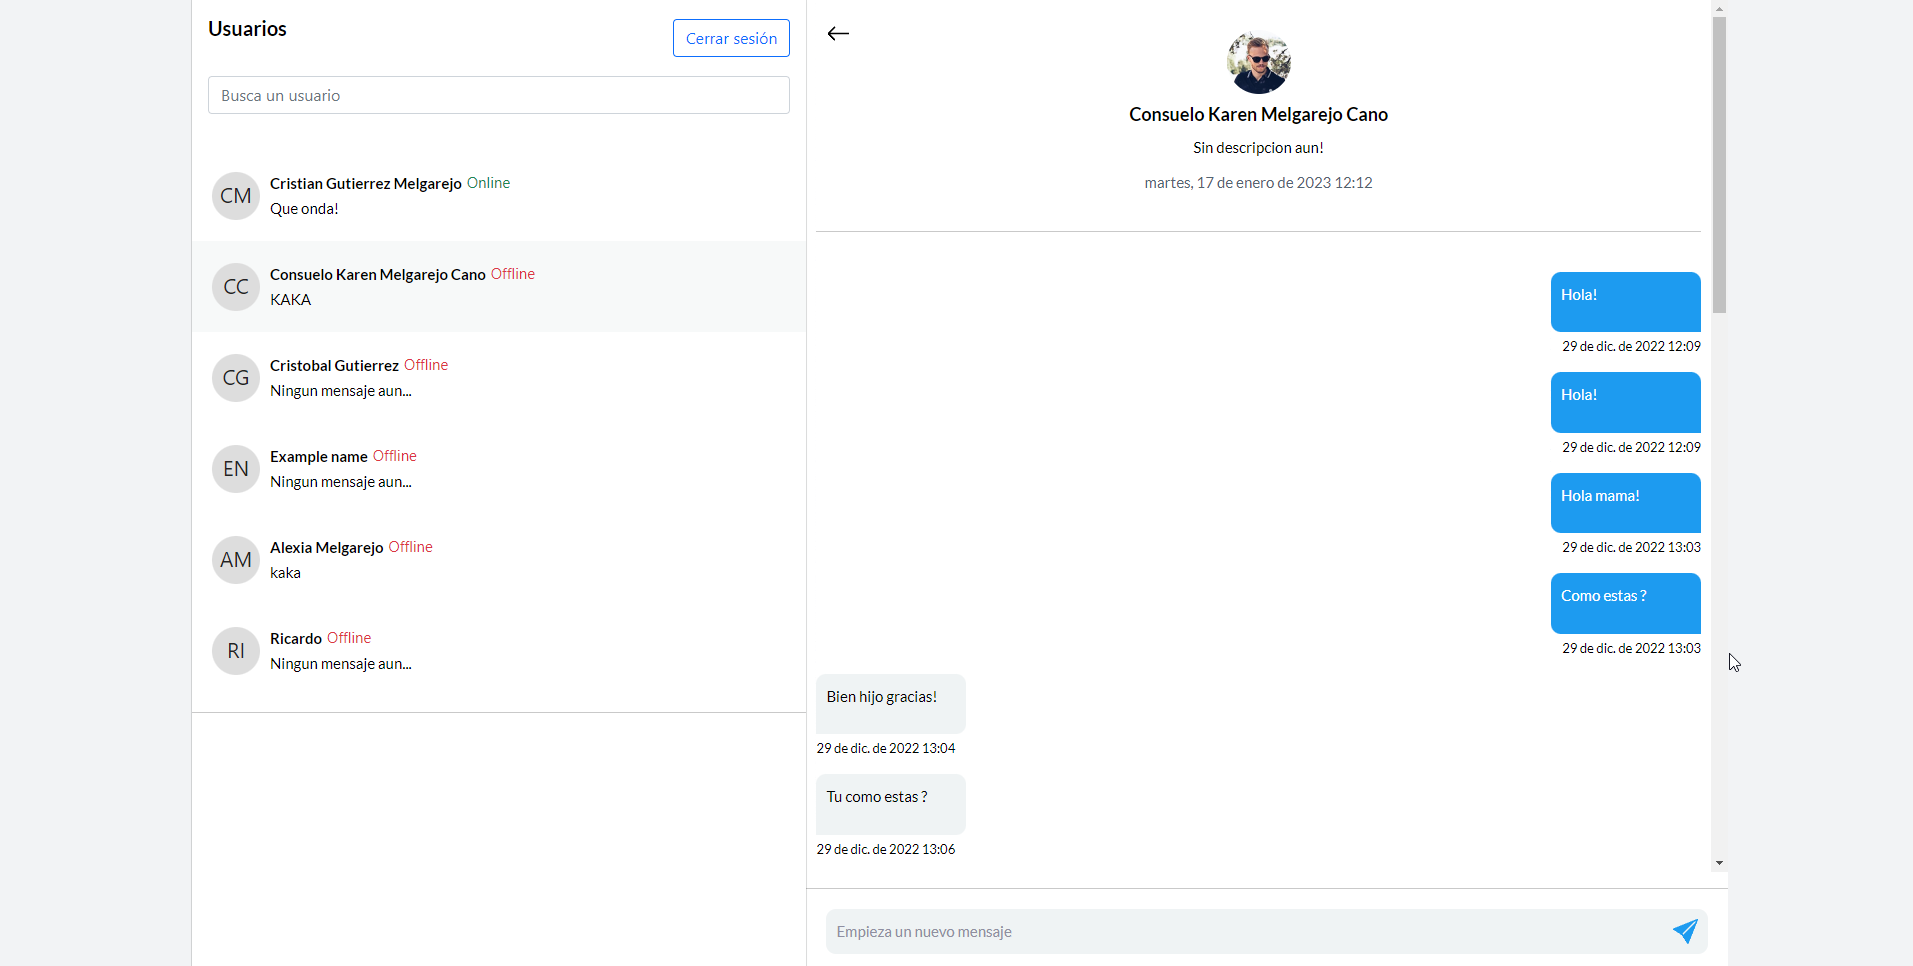 Usuarios
Cerrar sesión
Busca un usuario
CM
Cristian Gutierrez Melgarejo Online
Que onda!
CC
Consuelo Karen Melgarejo Cano Offline
KAKA
CG
Cristobal Gutierrez Offline
Ningun mensaje aun...
EN
Example name Offline
Ningun mensaje aun...
AM
Alexia Melgarejo Offline
kaka
RI
Ricardo Offline
Ningun mensaje aun...
Consuelo Karen Melgarejo Cano
Sin descripcion aun!
martes, 17 de enero de 2023 12:12
Hola!
29 de dic. de 2022 12:09
Hola!
29 de dic. de 2022 12:09
Hola mama!
29 de dic. de 2022 13:03
Como estas ?
29 de dic. de 2022 13:03
Bien hijo gracias!
29 de dic. de 2022 13:04
Tu como estas ?
29 de dic. de 2022 13:06
Empieza un nuevo mensaje